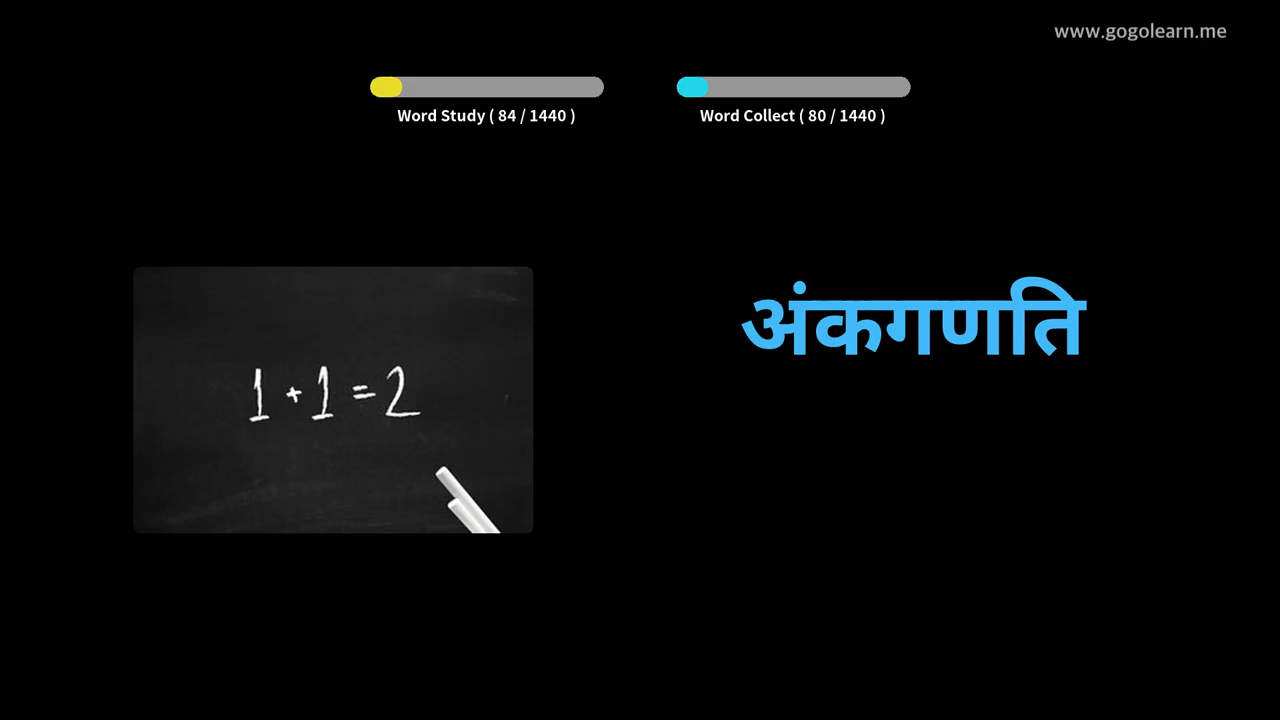 www.gogolearn.me
Word Study ( 84 / 1440 )
Word Collect ( 80 / 1440 )
अंकगणति
1 + 1 = 2